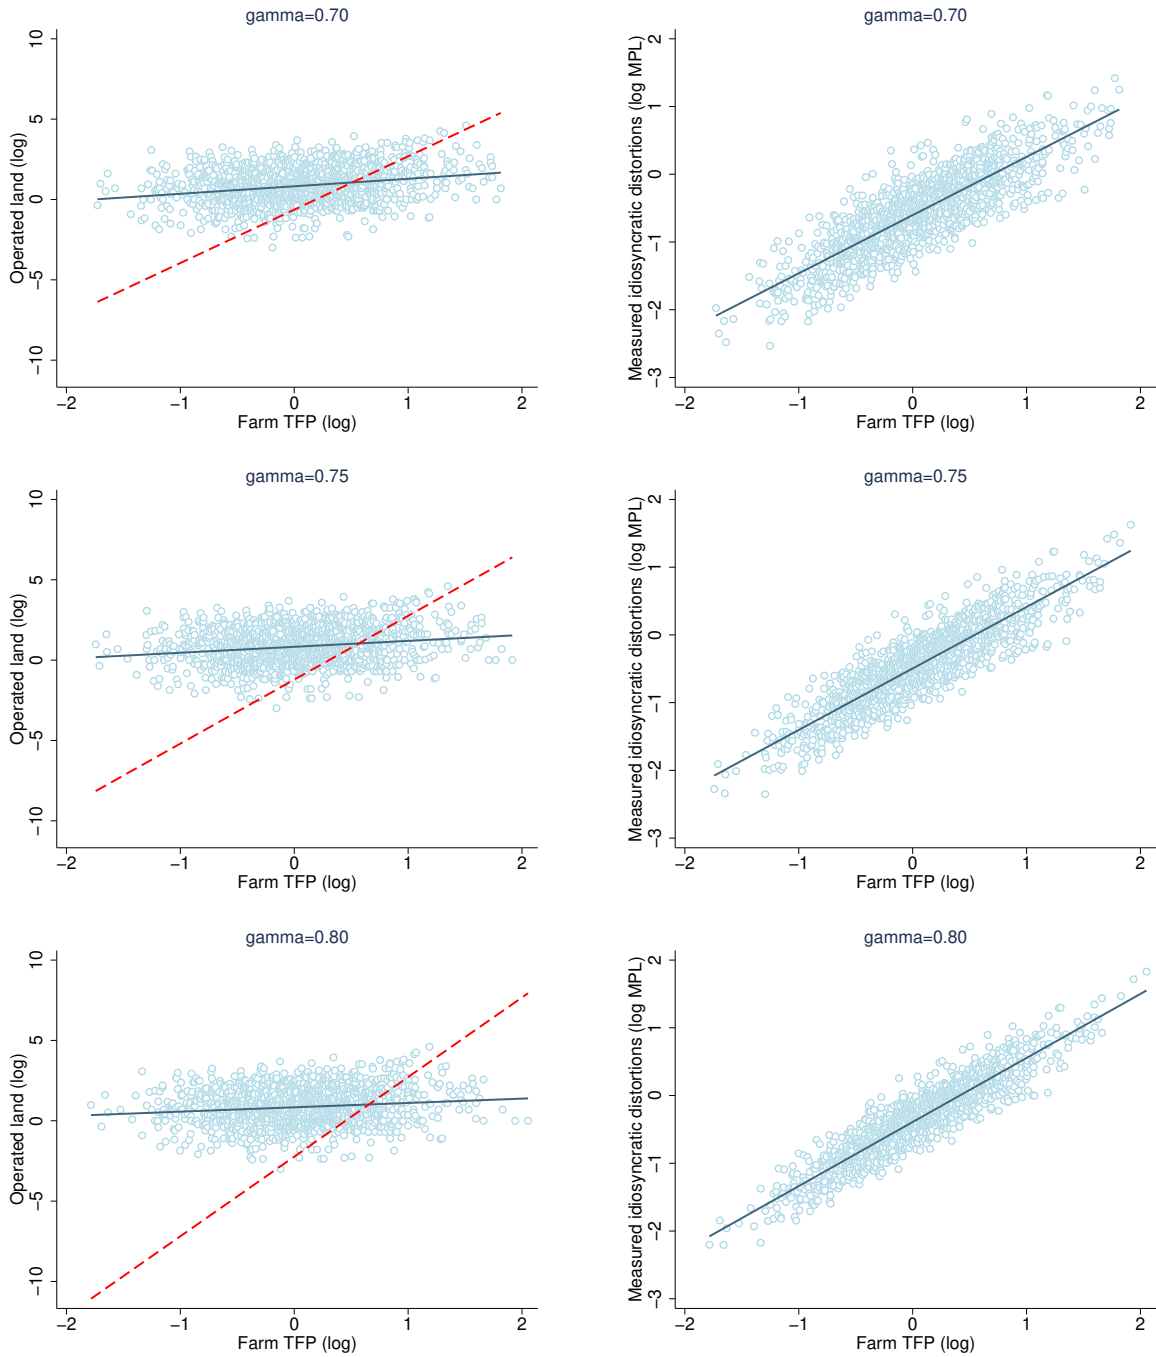 gamma=0.70
Operated land (log)
10
5
0
−5
−10
−2 −1 0 1 2
Farm TFP (log)
gamma=0.70
Measured idiosyncratic distortions (log MPL)
2
1
0
−1
−2
−3
−2 −1 0 1 2
Farm TFP (log)
gamma=0.75
Operated land (log)
10
5
0
−5
−10
−2 −1 0 1 2
Farm TFP (log)
gamma=0.75
Measured idiosyncratic distortions (log MPL)
2
1
0
−1
−2
−3
−2 −1 0 1 2
Farm TFP (log)
gamma=0.80
Operated land (log)
10
5
0
−5
−10
−2 −1 0 1 2
Farm TFP (log)
gamma=0.80
Measured idiosyncratic distortions (log MPL)
2
1
0
−1
−2
−3
−2 −1 0 1 2
Farm TFP (log)